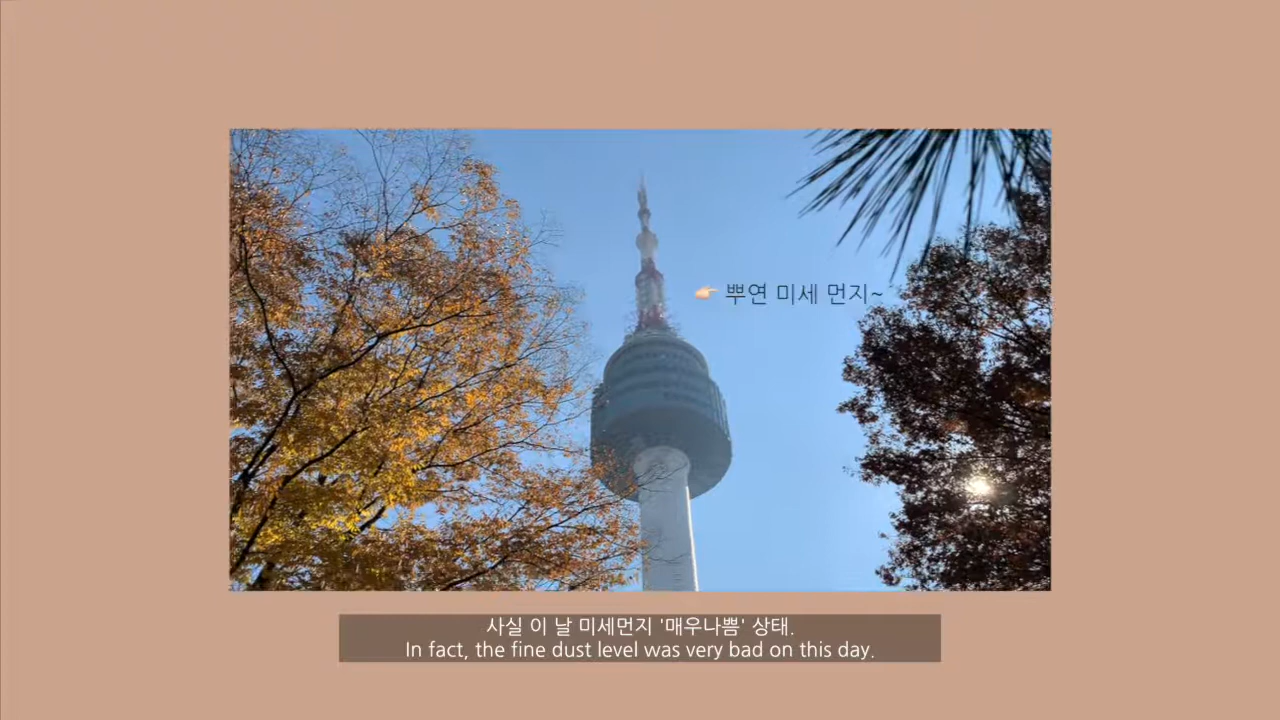 뿌연 미세 먼지~
사실 이 날 미세먼지 '매우나쁨' 상태.
In fact, the fine dust level was very bad on this day.